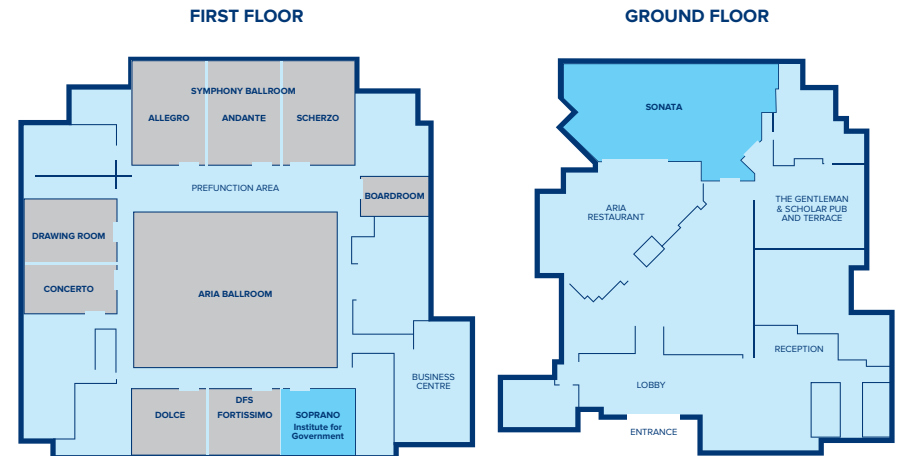 FIRST FLOOR
SYMPHONY BALLROOM
ALLEGRO
ANDANTE
SCHERZO
PREFUNCTION AREA
BOARDROOM
DRAWING ROOM
CONCERTO
ARIA BALLROOM
BUSINESS
CENTRE
DOLCE
DFS
FORTISSIMO
SOPRANO
Institute for
Government
GROUND FLOOR
SONATA
ARIA
RESTAURANT
THE GENTLEMAN
& SCHOLAR PUB
AND TERRACE
RECEPTION
LOBBY
ENTRANCE